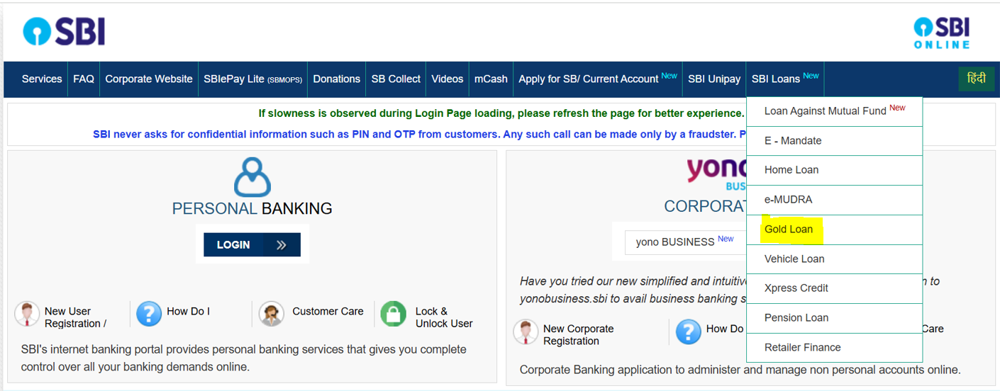 SBI
SBI
ONLINE
Services FAQ Corporate Website SBIePay Lite (SBMOPS) Donations SB Collect Videos mCash Apply for SB/ Current Account New SBI Unipay SBI Loans New हिंदी
If slowness is observed during Login Page loading, please refresh the page for better experience.
SBI never asks for confidential information such as PIN and OTP from customers. Any such call can be made only by a fraudster. P
Loan Against Mutual Fund New
E - Mandate
Home Loan
e-MUDRA
Gold Loan
Vehicle Loan
Xpress Credit
Pension Loan
Retailer Finance
PERSONAL BANKING
LOGIN
New User
Registration /
How Do I
Customer Care
Lock &
Unlock User
SBI's internet banking portal provides personal banking services that gives you complete
control over all your banking demands online.
yono BUSINESS New
Have you tried our new simplified and
to
yonobusiness.sbi to avail business banking
New Corporate
Registration
How Do
Care
Corporate Banking application to administer and manage non personal accounts online.